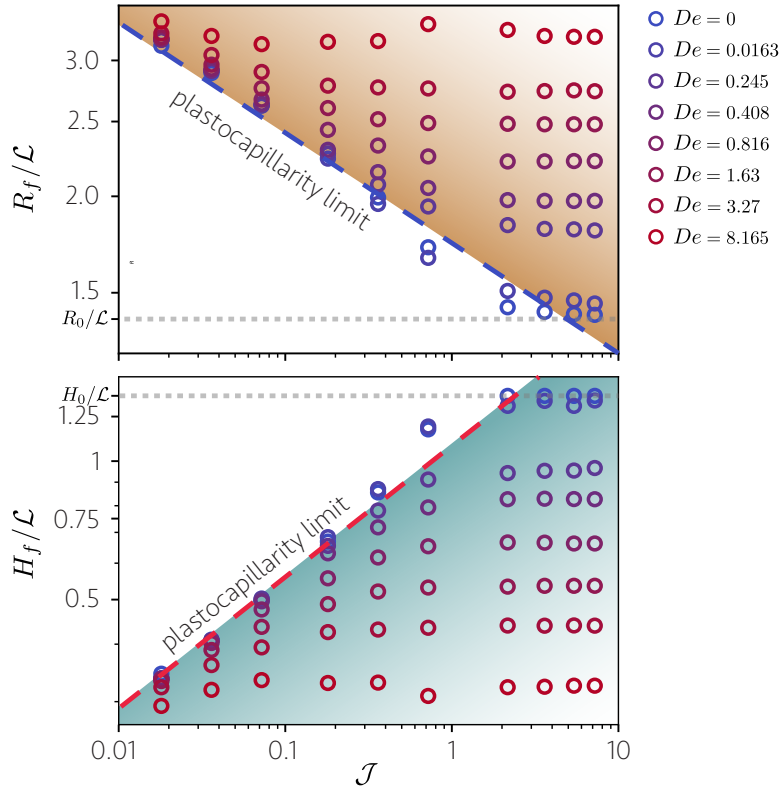 3.0
2.5
2.0
1.5
R_f/ℒ
R_0/ℒ
plastocapillarity limit
De = 0
De = 0.0163
De = 0.245
De = 0.408
De = 0.816
De = 1.63
De = 3.27
De = 8.165
H_0/ℒ
1.25
1
0.75
0.5
H_f/ℒ
plastocapillarity limit
0.01
0.1
1
10
𝒥